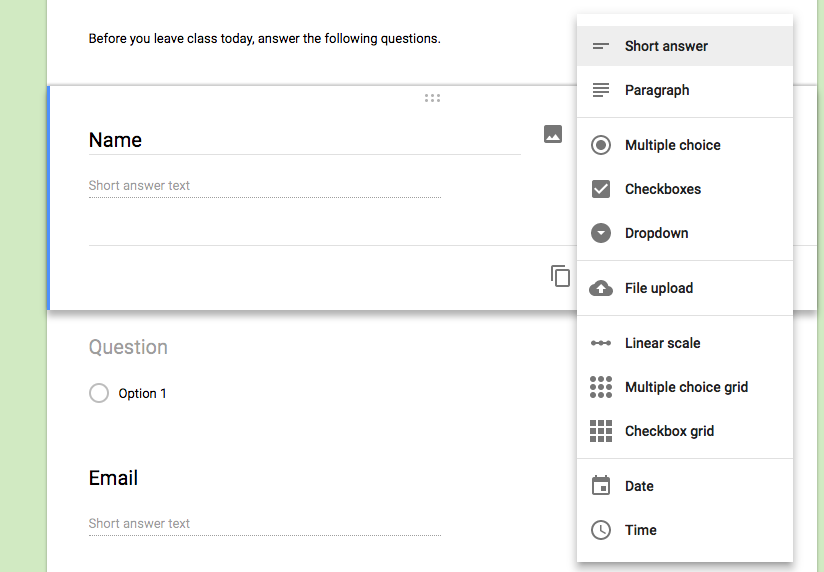 Before you leave class today, answer the following questions.
Name
Short answer text
Question
Option 1
Email
Short answer text
Short answer
Paragraph
Multiple choice
Checkboxes
Dropdown
File upload
Linear scale
Multiple choice grid
Checkbox grid
Date
Time